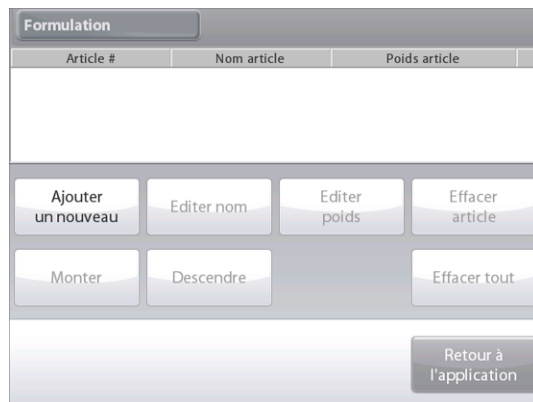 Formulation
Article # Nom article Poids article
Ajouter un nouveau
Editer nom
Editer poids
Effacer article
Monter
Descendre
Effacer tout
Retour à l'application